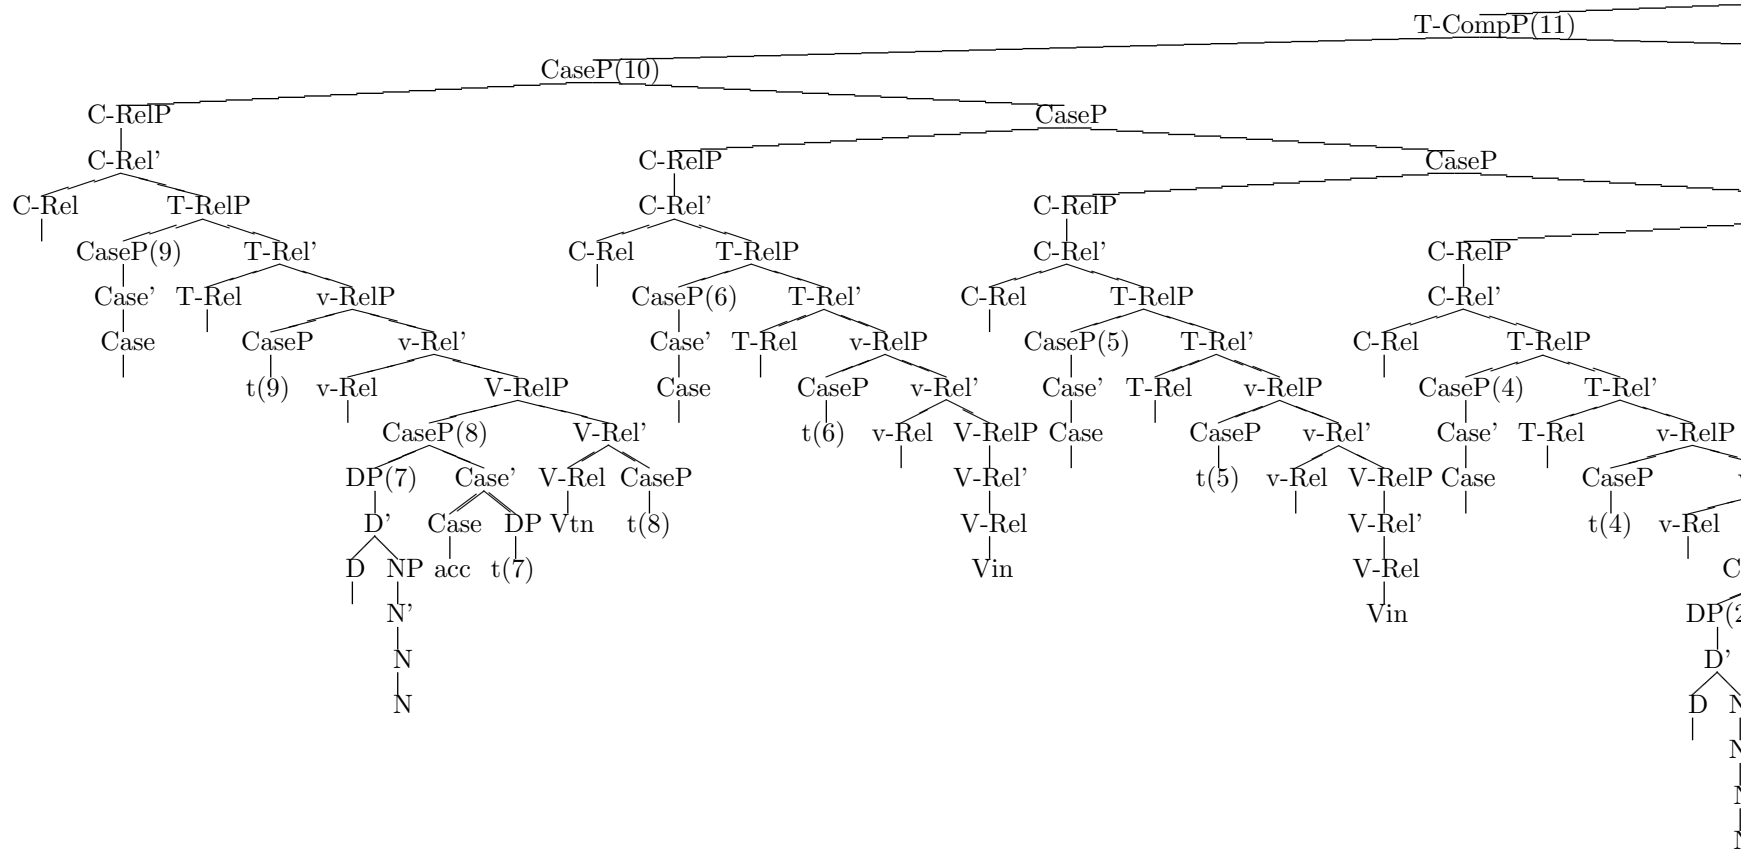 T-CompP(11)
CaseP(10)
C-RelP CaseP
C-Rel' C-RelP CaseP
C-Rel T-RelP C-Rel' C-RelP
CaseP(9) T-Rel' C-Rel T-RelP C-Rel' C-RelP
Case' T-Rel v-RelP CaseP(6) T-Rel' C-Rel T-RelP C-Rel'
Case CaseP v-Rel' Case' T-Rel v-RelP CaseP(5) T-Rel' C-Rel T-RelP
t(9) v-Rel V-RelP Case CaseP v-Rel' Case' T-Rel v-RelP CaseP(4) T-Rel'
CaseP(8) V-Rel' t(6) v-Rel V-RelP Case CaseP v-Rel' Case' T-Rel v-RelP
DP(7) Case' V-Rel CaseP V-Rel' t(5) v-Rel V-RelP Case CaseP
D' Case DP Vtn t(8) V-Rel V-Rel' t(4) v-Rel
D NP acc t(7) Vin V-Rel
N' Vin DP(2
N D'
N D